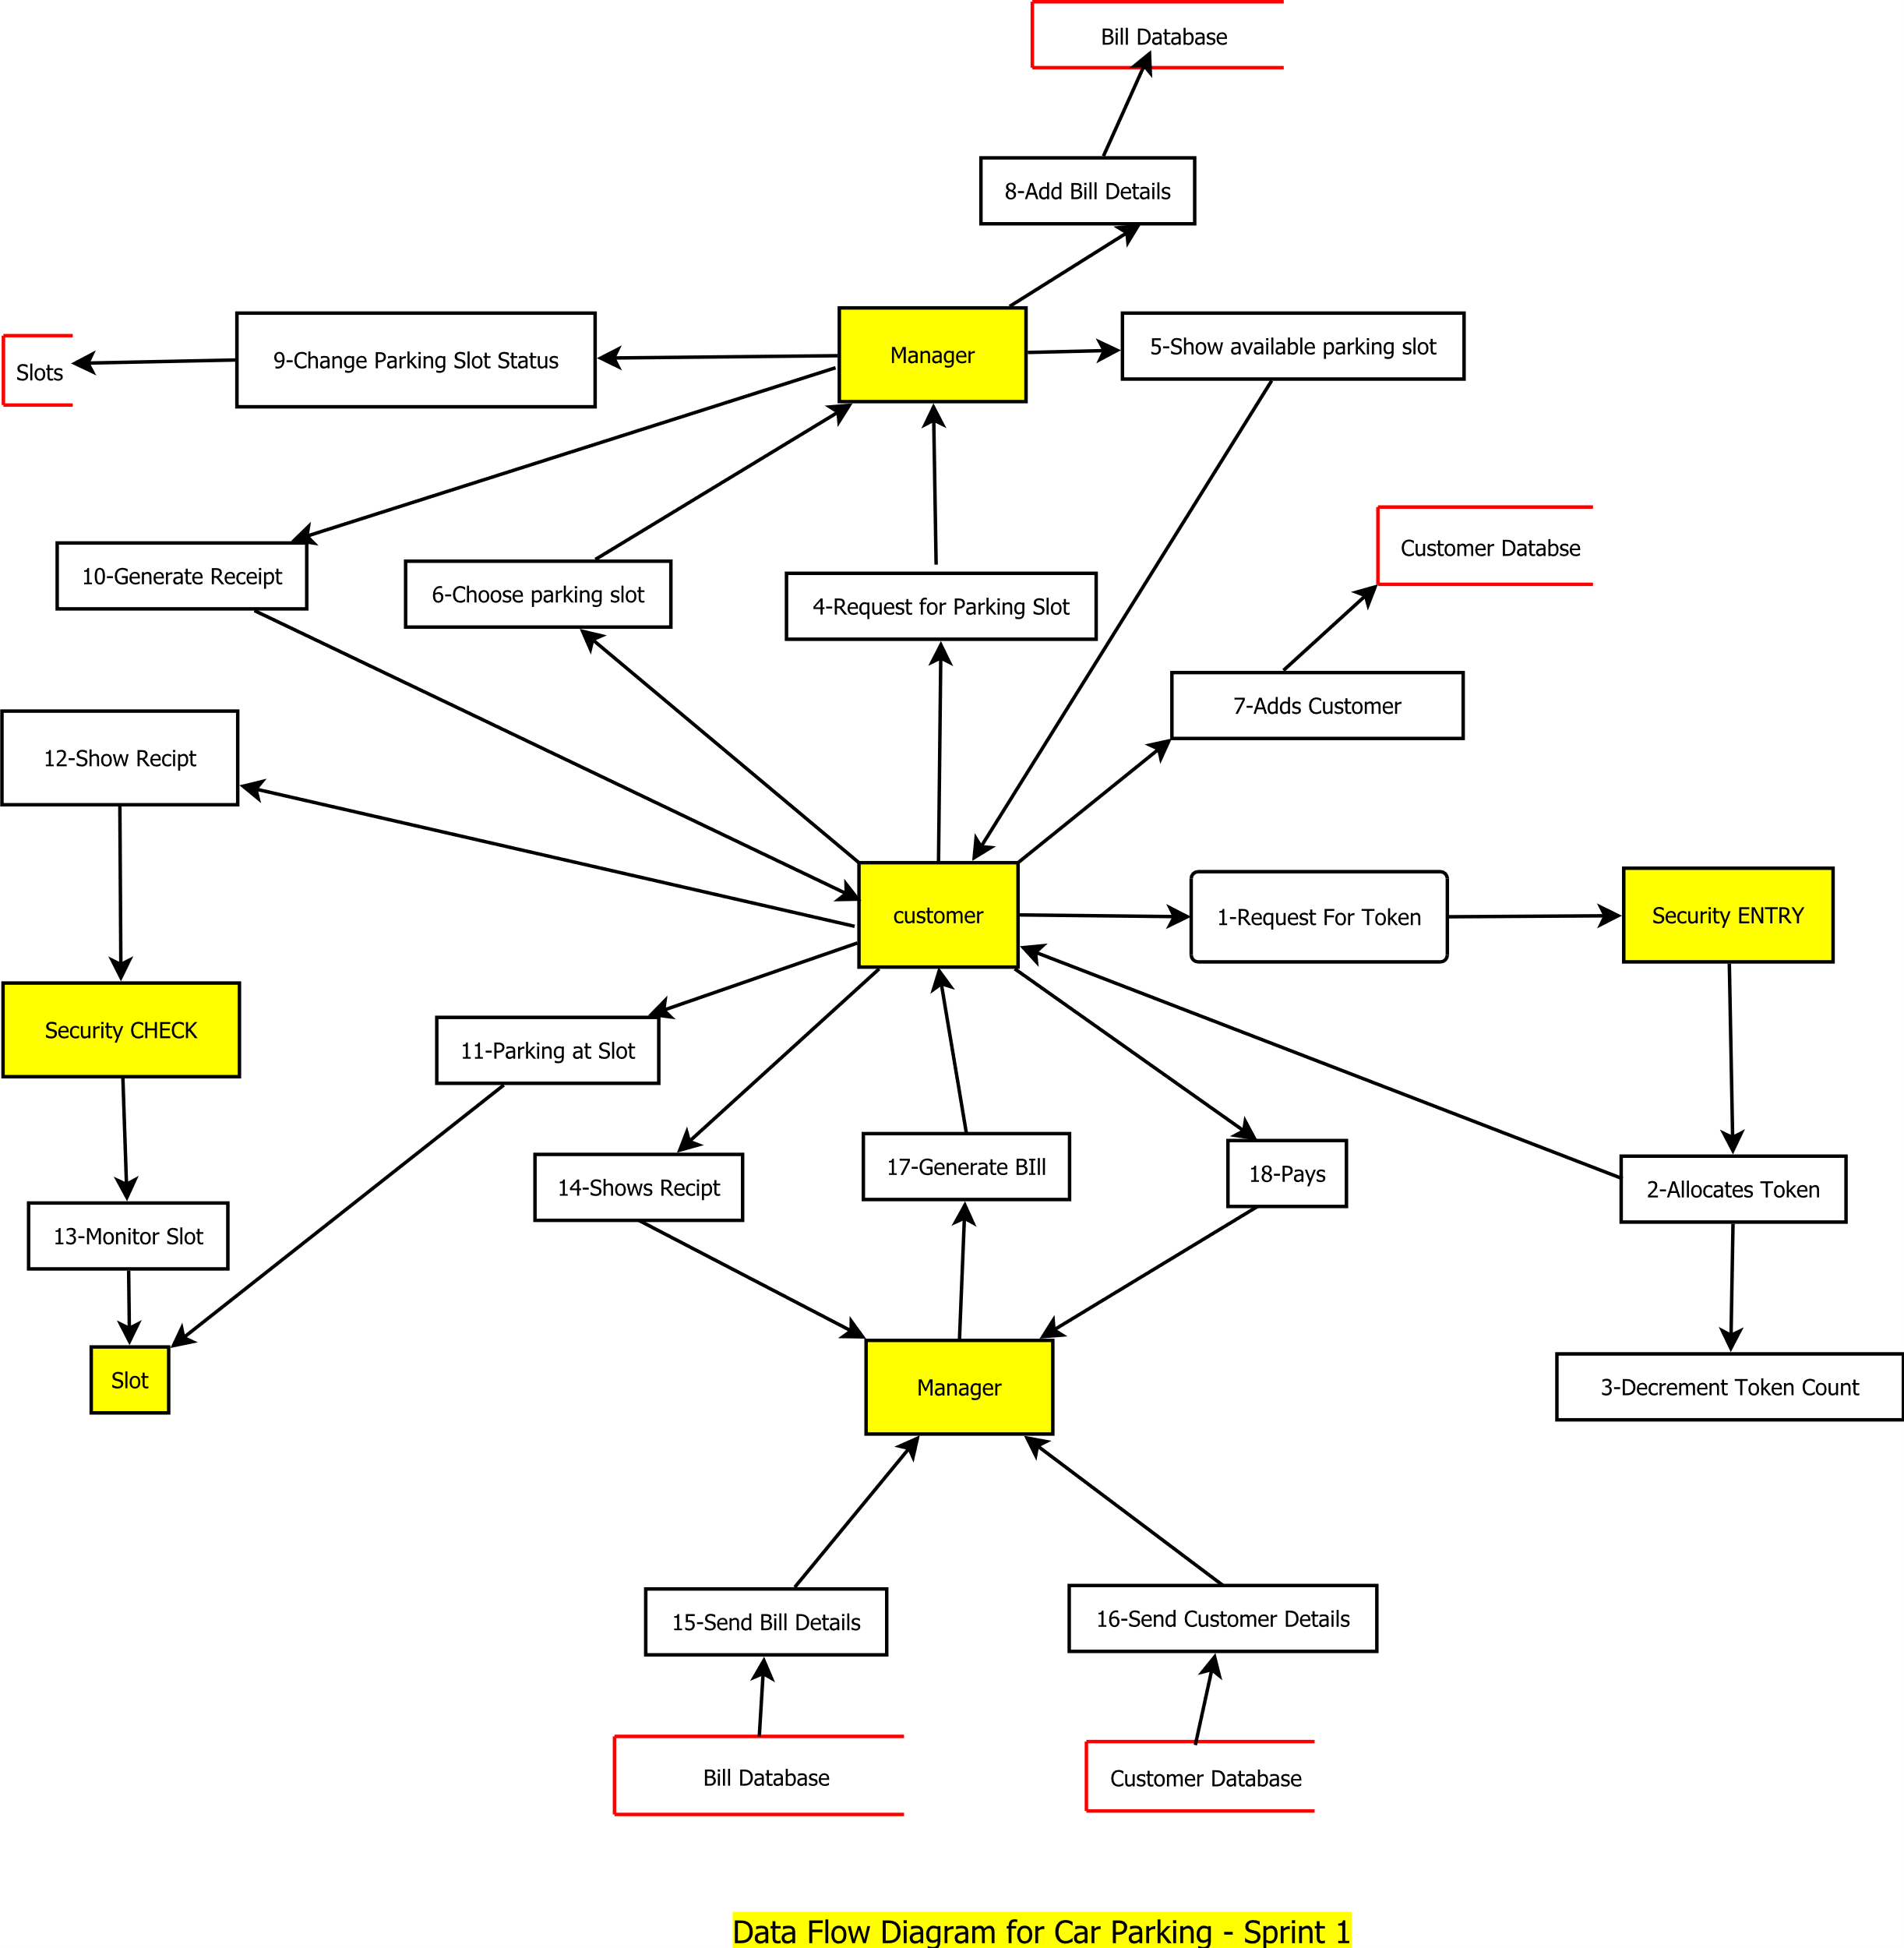 Bill Database
8-Add Bill Details
Manager
5-Show available parking slot
9-Change Parking Slot Status
Slots
Customer Databse
10-Generate Receipt
6-Choose parking slot
4-Request for Parking Slot
7-Adds Customer
12-Show Recipt
customer
1-Request For Token
Security ENTRY
Security CHECK
11-Parking at Slot
17-Generate BIll
18-Pays
14-Shows Recipt
2-Allocates Token
13-Monitor Slot
Slot
Manager
3-Decrement Token Count
15-Send Bill Details
16-Send Customer Details
Bill Database
Customer Database
Data Flow Diagram for Car Parking - Sprint 1